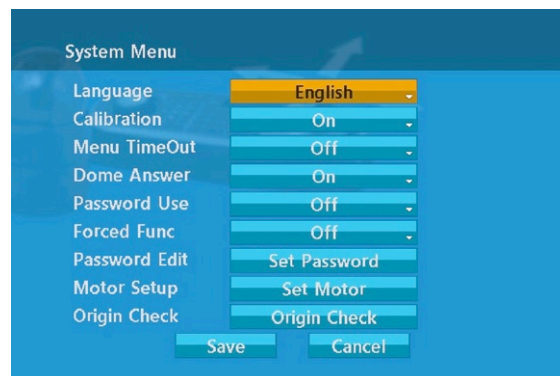 System Menu
Language English
Calibration On
Menu TimeOut Off
Dome Answer On
Password Use Off
Forced Func Off
Password Edit Set Password
Motor Setup Set Motor
Origin Check Origin Check
Save Cancel